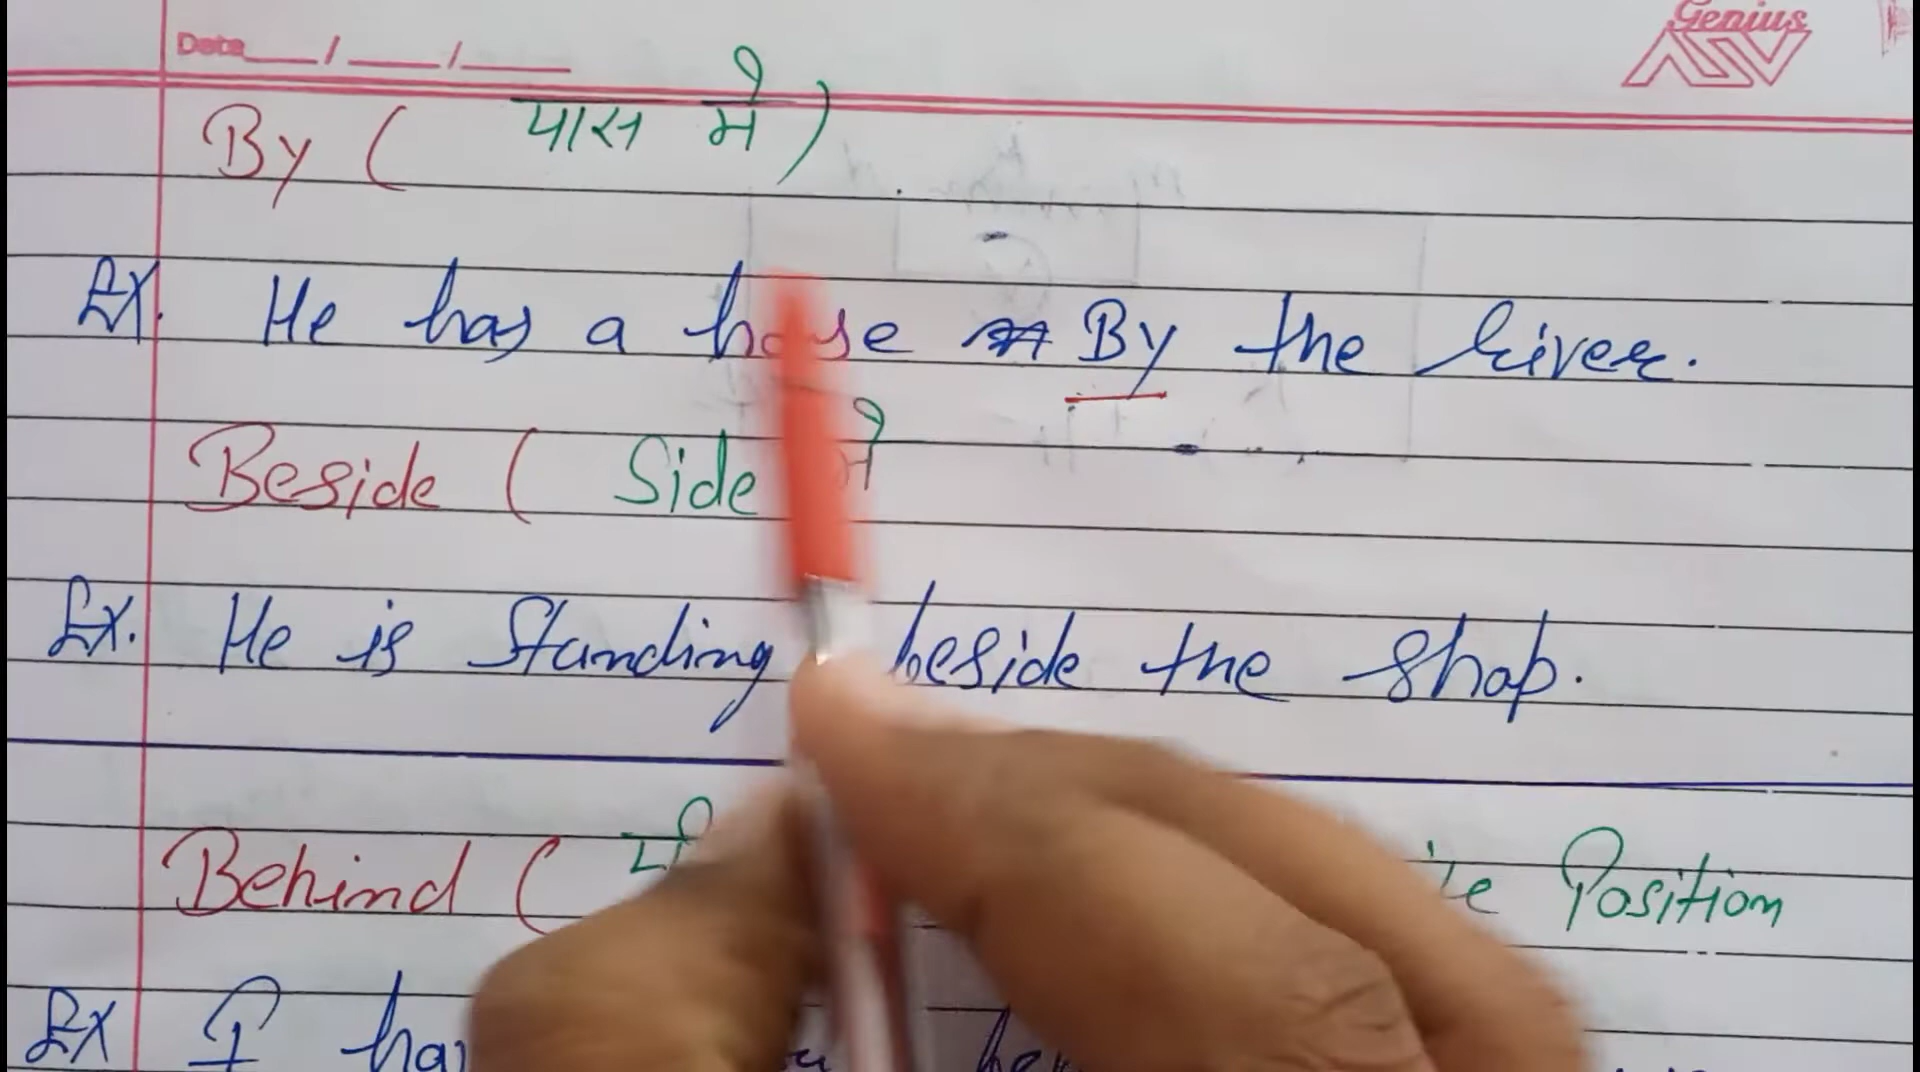 Genius
Date
By ( पास मे )
Ex. He has a house By the River.
Beside ( Side मे
Ex. He is Standing beside the Shop.
Behind ( Position
Ex I